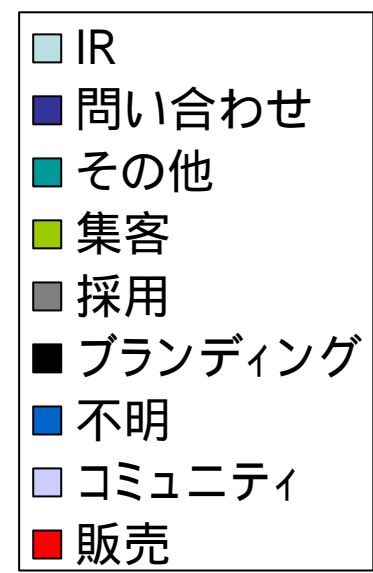 IR
問い合わせ
その他
集客
採用
ブランディング
不明
コミュニティ
販売